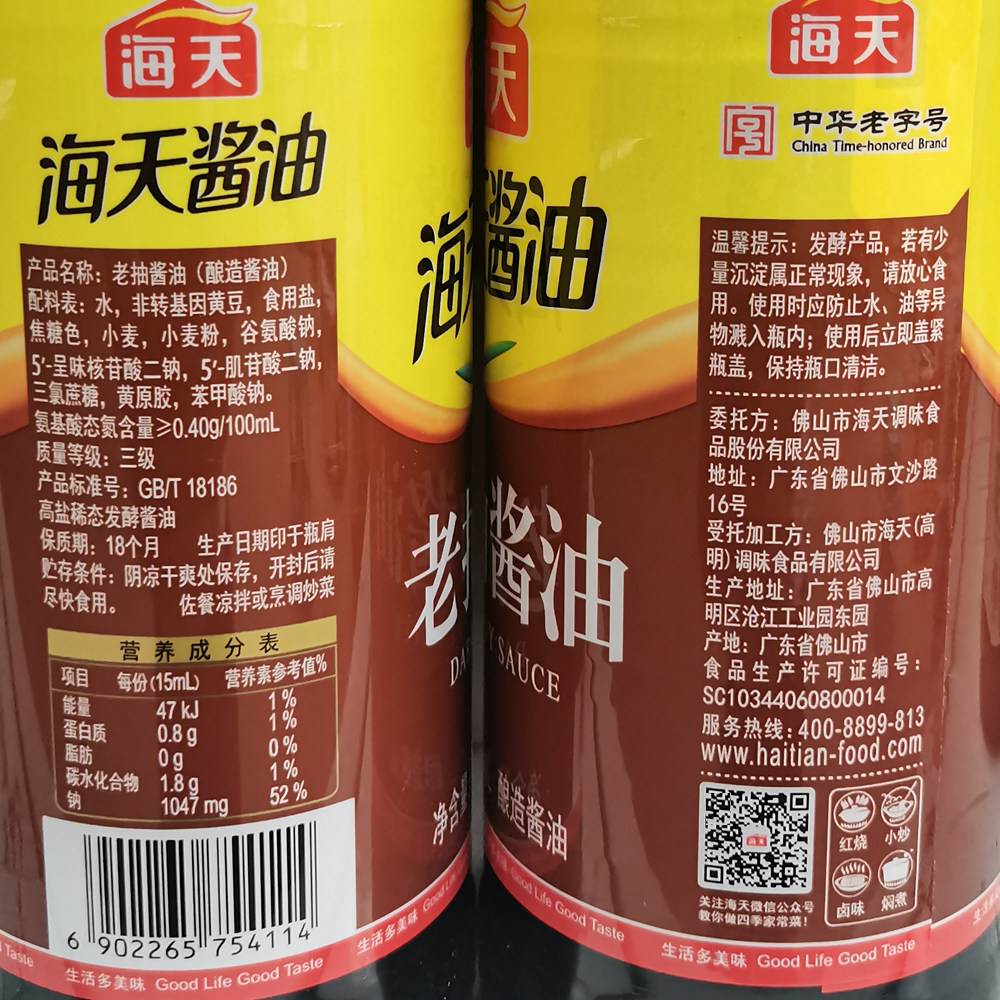 海天
海天酱油
产品名称：老抽酱油（酿造酱油）
配料表：水，非转基因黄豆，食用盐，
焦糖色，小麦，小麦粉，谷氨酸钠，
5′-呈味核苷酸二钠，5′-肌苷酸二钠，
三氯蔗糖，黄原胶，苯甲酸钠。
氨基酸态氮含量≥0.40g/100mL
质量等级：三级
产品标准号：GB/T 18186
高盐稀态发酵酱油
保质期：18个月 生产日期印于瓶肩
贮存条件：阴凉干爽处保存，开封后请
尽快食用。 佐餐凉拌或烹调炒菜
营养成分表
项目 每份(15mL) 营养素参考值%
能量 47 kJ 1 %
蛋白质 0.8 g 1 %
脂肪 0 g 0 %
碳水化合物 1.8 g 1 %
钠 1047 mg 52 %
6 902265 754114
生活多美味 Good Life Good Taste
海
老
DA
净含
生活多美味 Good L
天
酱油
酱油
SAUCE
酿造酱油
Good Life Good Taste
海天
中华老字号
China Time-honored Brand
温馨提示：发酵产品，若有少
量沉淀属正常现象，请放心食
用。使用时应防止水、油等异
物溅入瓶内；使用后立即盖紧
瓶盖，保持瓶口清洁。
委托方：佛山市海天调味食
品股份有限公司
地址：广东省佛山市文沙路
16号
受托加工方：佛山市海天(高
明)调味食品有限公司
生产地址：广东省佛山市高
明区沧江工业园东园
产地：广东省佛山市
食品生产许可证编号：
SC10344060800014
服务热线：400-8899-813
www.haitian-food.com
海天
红烧 小炒
卤味 焖煮
关注海天微信公众号
教你做四季家常菜！
生活多美味 Good Life Good Taste